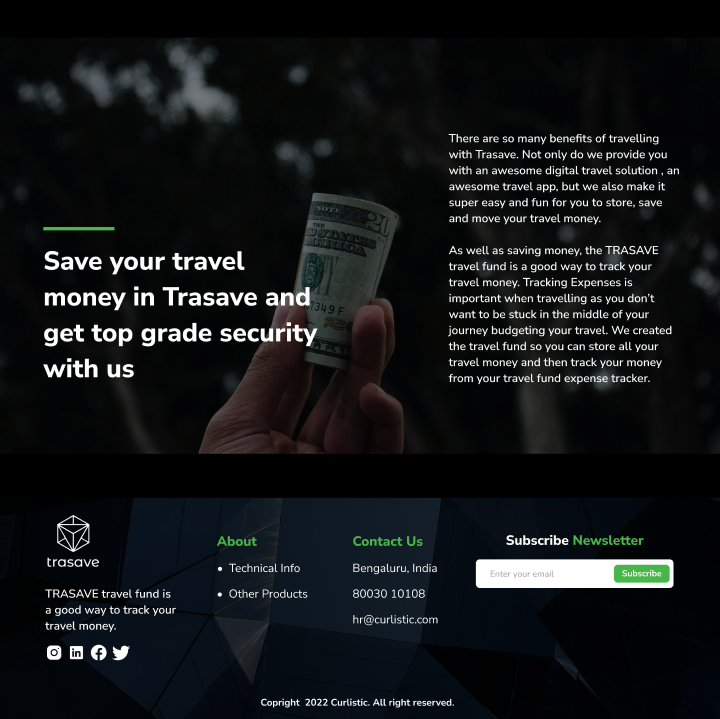 Save your travel
money in Trasave and
get top grade security
with us
There are so many benefits of travelling
with Trasave. Not only do we provide you
with an awesome digital travel solution , an
awesome travel app, but we also make it
super easy and fun for you to store, save
and move your travel money.
As well as saving money, the TRASAVE
travel fund is a good way to track your
travel money. Tracking Expenses is
important when travelling as you don't
want to be stuck in the middle of your
journey budgeting your travel. We created
the travel fund so you can store all your
travel money and then track your money
from your travel fund expense tracker.
trasave
TRASAVE travel fund is
a good way to track your
travel money.
About
• Technical Info
• Other Products
Contact Us
Bengaluru, India
80030 10108
hr@curlistic.com
Subscribe Newsletter
Enter your email
Subscribe
Copright 2022 Curlistic. All right reserved.